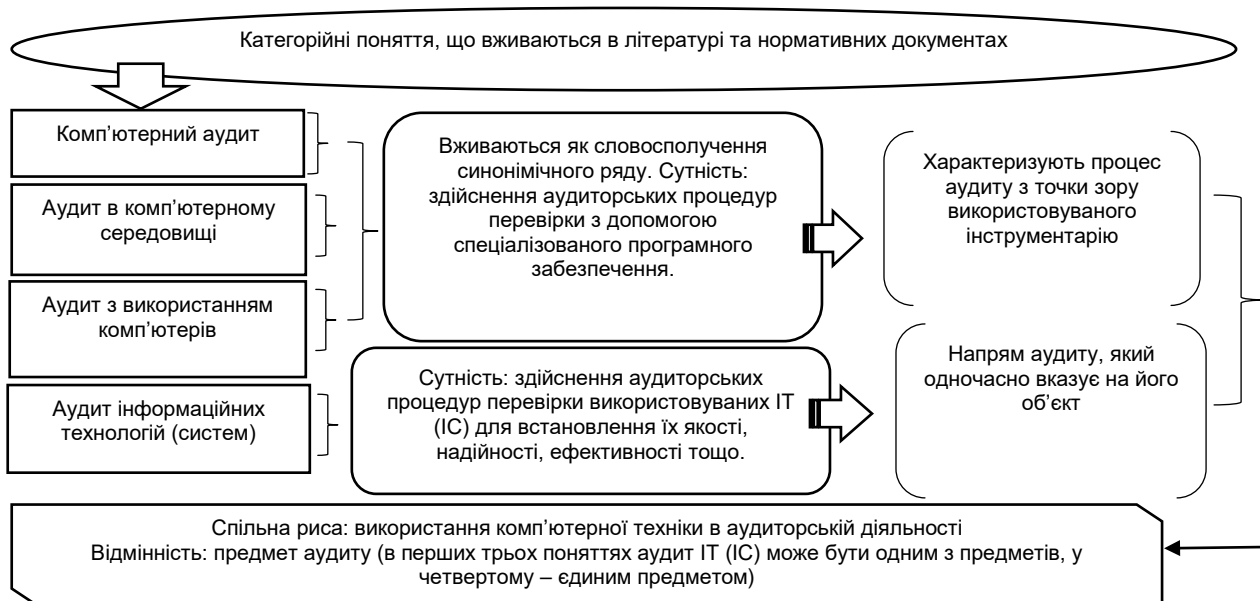 Категорійні поняття, що вживаються в літературі та нормативних документах
Комп’ютерний аудит
Аудит в комп’ютерному
середовищі
Аудит з використанням
комп’ютерів
Аудит інформаційних
технологій (систем)
Вживаються як словосполучення
синонімічного ряду. Сутність:
здійснення аудиторських процедур
перевірки з допомогою
спеціалізованого програмного
забезпечення.
Сутність: здійснення аудиторських
процедур перевірки використовуваних ІТ
(ІС) для встановлення їх якості,
надійності, ефективності тощо.
Характеризують процес
аудиту з точки зору
використовуваного
інструментарію
Напрям аудиту, який
одночасно вказує на його
об’єкт
Спільна риса: використання комп’ютерної техніки в аудиторській діяльності
Відмінність: предмет аудиту (в перших трьох поняттях аудит ІТ (ІС) може бути одним з предметів, у
четвертому – єдиним предметом)